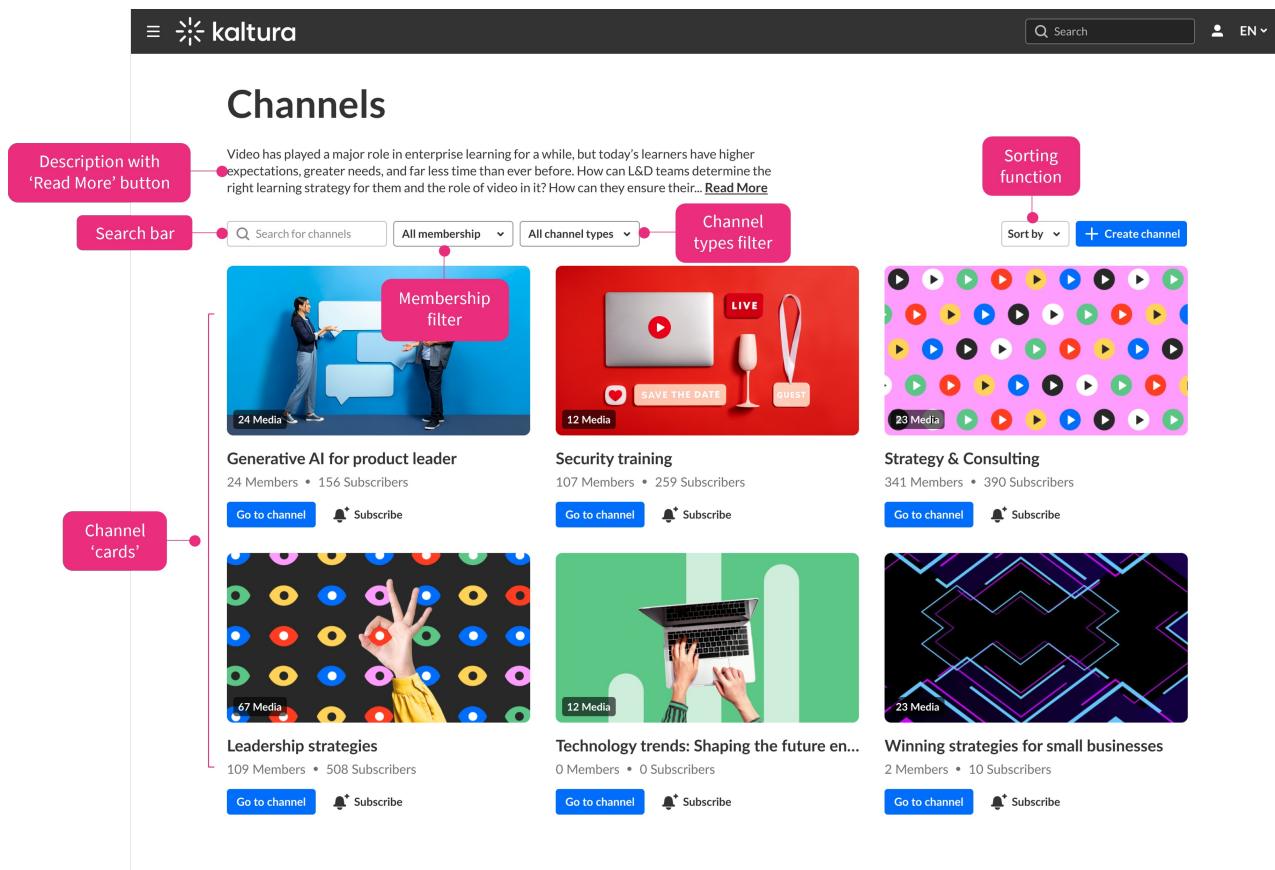 kaltura
Search
EN
Channels
Description with
'Read More' button
Video has played a major role in enterprise learning for a while, but today's learners have higher
expectations, greater needs, and far less time than ever before. How can L&D teams determine the
right learning strategy for them and the role of video in it? How can they ensure their... Read More
Sorting
function
Search bar
Search for channels
All membership
All channel types
Channel
types filter
Sort by
+ Create channel
Membership
filter
24 Media
LIVE
SAVE THE DATE
GUEST
12 Media
23 Media
Generative AI for product leader
24 Members • 156 Subscribers
Go to channel
Subscribe
Security training
107 Members • 259 Subscribers
Go to channel
Subscribe
Strategy & Consulting
341 Members • 390 Subscribers
Go to channel
Subscribe
Channel
'cards'
67 Media
12 Media
23 Media
Leadership strategies
109 Members • 508 Subscribers
Go to channel
Subscribe
Technology trends: Shaping the future en...
0 Members • 0 Subscribers
Go to channel
Subscribe
Winning strategies for small businesses
2 Members • 10 Subscribers
Go to channel
Subscribe